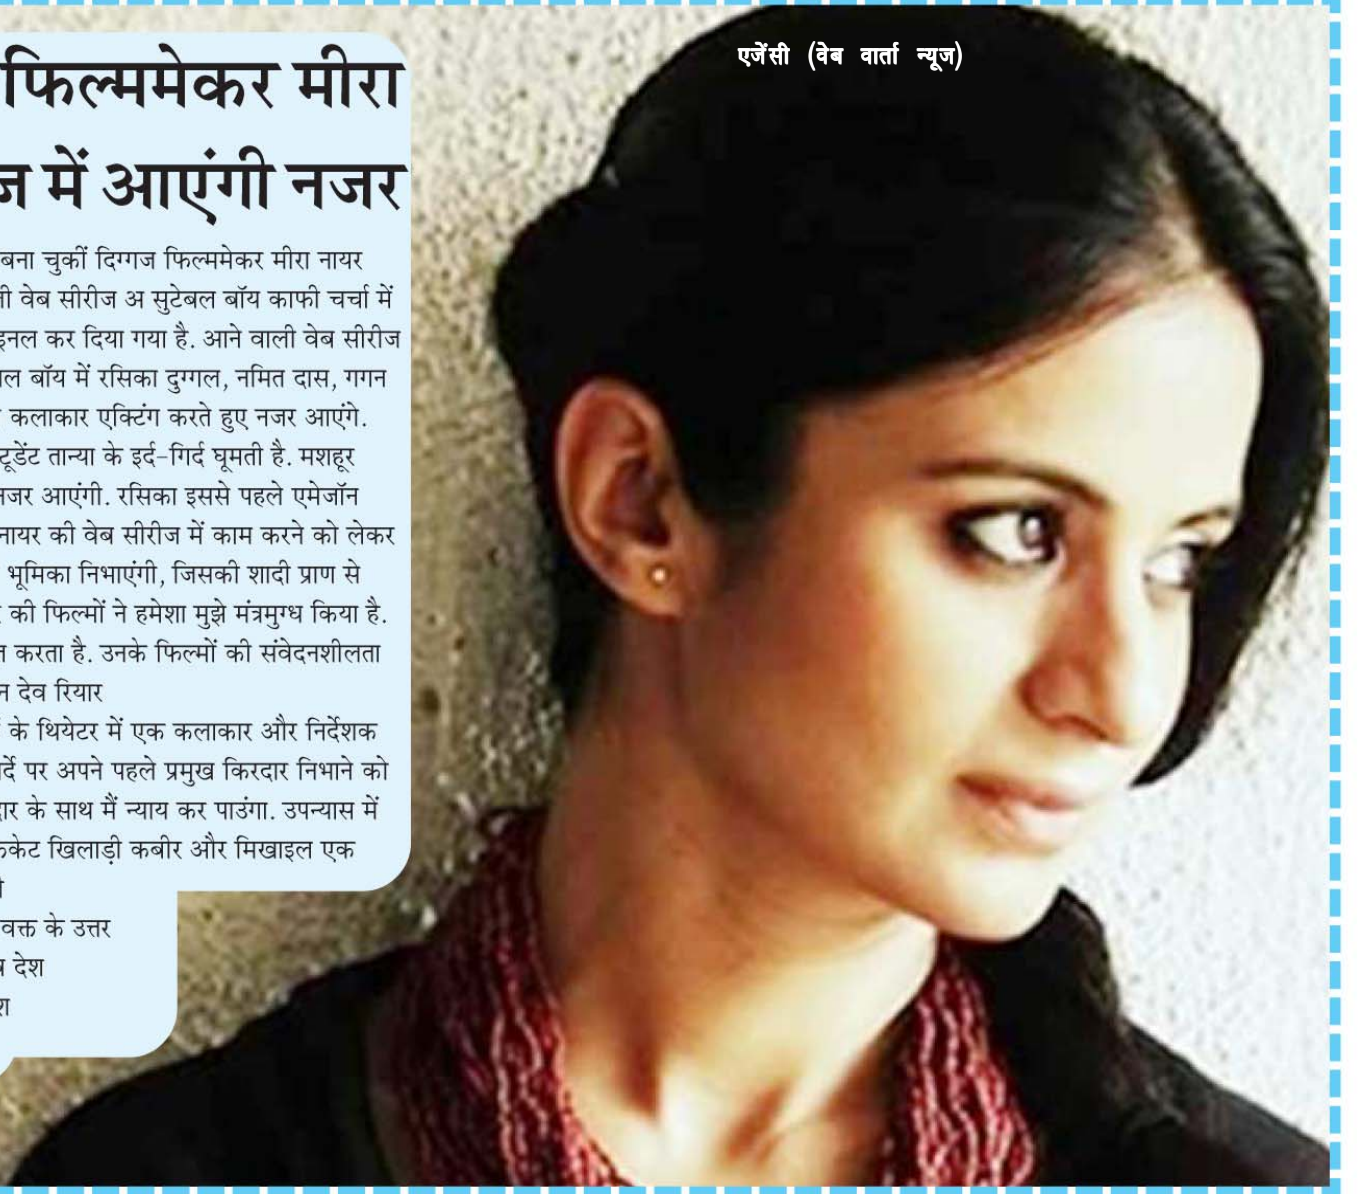 फिल्ममेकर मीरा
में आएंगी नजर
एजेंसी (वेब वार्ता न्यूज)
बना चुकीं दिग्गज फिल्ममेकर मीरा नायर
वेब सीरीज अ सुटेबल बॉय काफी चर्चा में
कर दिया गया है. आने वाली वेब सीरीज
बॉय में रसिका दुग्गल, नमित दास, गगन
कलाकार एक्टिंग करते हुए नजर आएंगे.
तान्या के इर्द-गिर्द घूमती है. मशहूर
नजर आएंगी. रसिका इससे पहले एमेजॉन
नायर की वेब सीरीज में काम करने को लेकर
भूमिका निभाएंगी, जिसकी शादी प्राण से
की फिल्मों ने हमेशा मुझे मंत्रमुग्ध किया है.
करता है. उनके फिल्मों की संवेदनशीलता
देव रियार
के थियेटर में एक कलाकार और निर्देशक
पर अपने पहले प्रमुख किरदार निभाने को
के साथ मैं न्याय कर पाउंगा. उपन्यास में
खिलाड़ी कबीर और मिखाइल एक
वक्त के उत्तर
देश